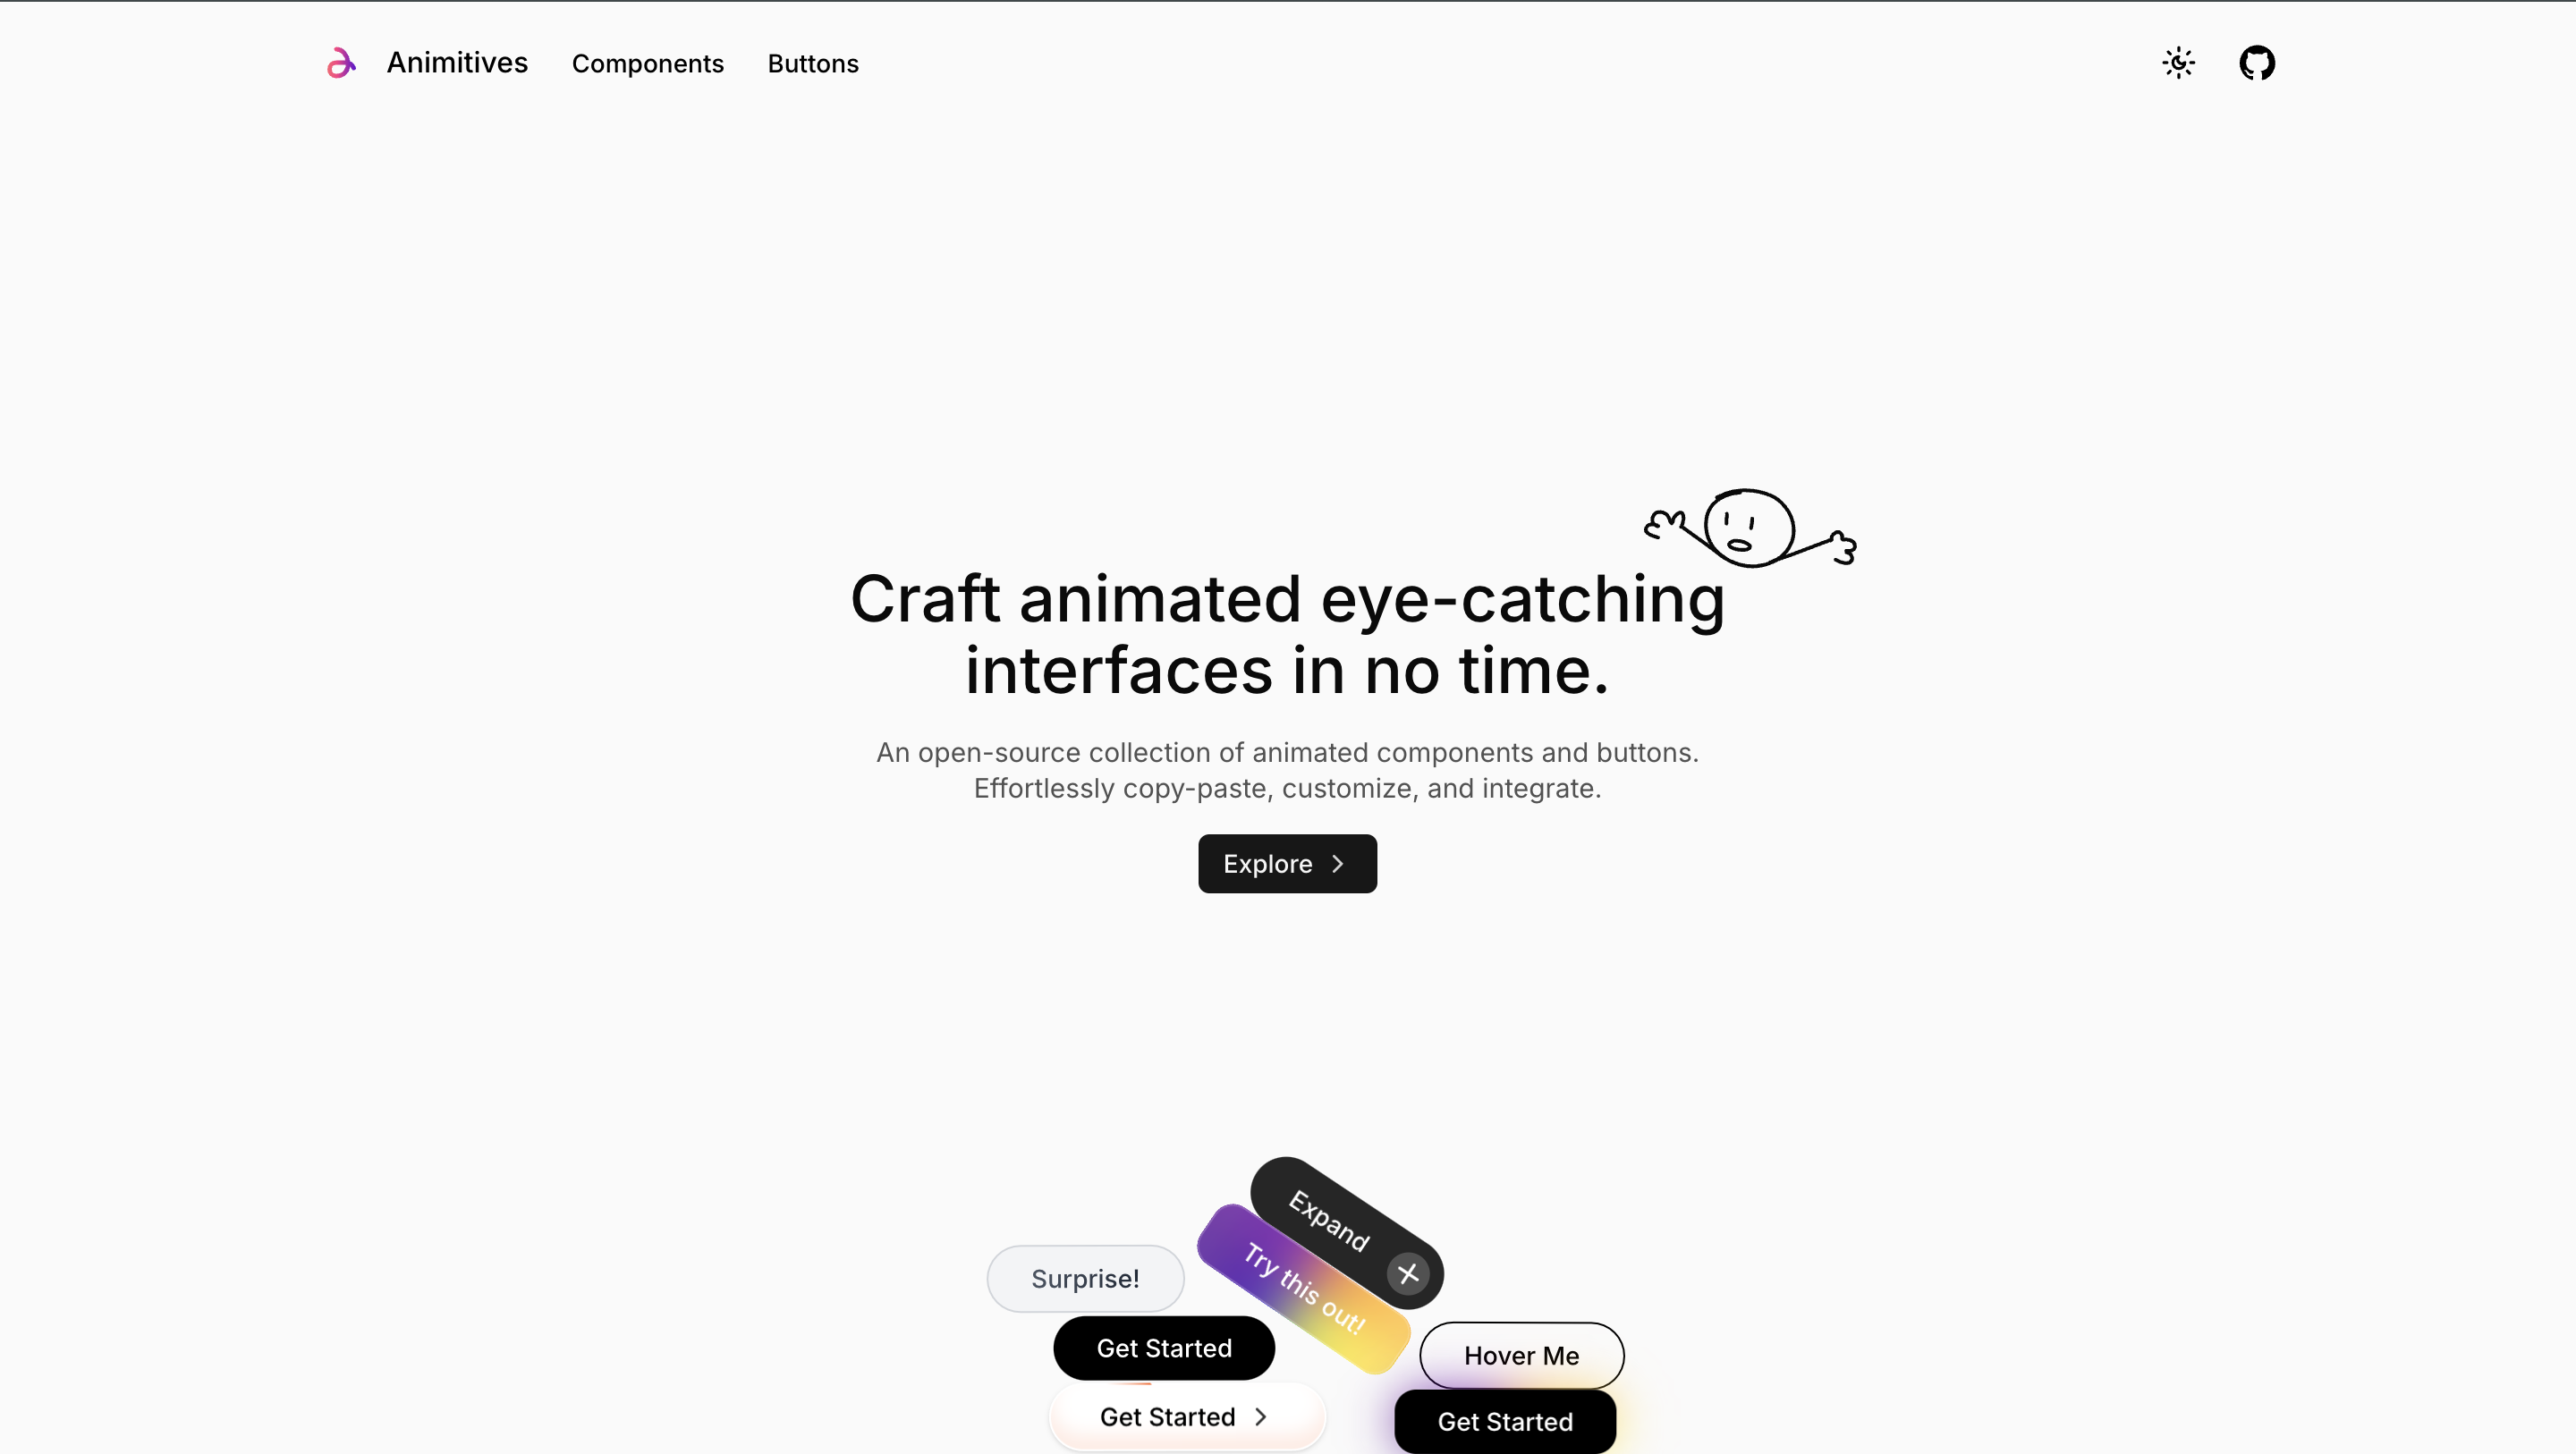 Animitives Components Buttons
Craft animated eye-catching
interfaces in no time.
An open-source collection of animated components and buttons.
Effortlessly copy-paste, customize, and integrate.
Explore
Expand
Try this out!
Surprise!
Get Started
Hover Me
Get Started
Get Started